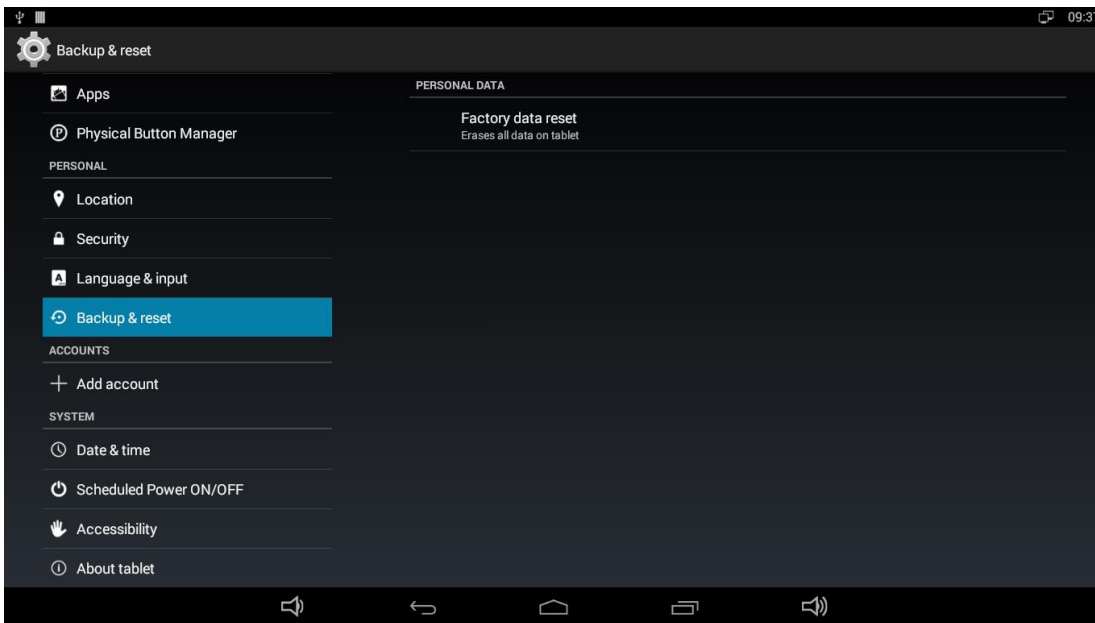 09:37
Backup & reset
Apps
Physical Button Manager
PERSONAL
Location
Security
Language & input
Backup & reset
ACCOUNTS
Add account
SYSTEM
Date & time
Scheduled Power ON/OFF
Accessibility
About tablet
PERSONAL DATA
Factory data reset
Erases all data on tablet